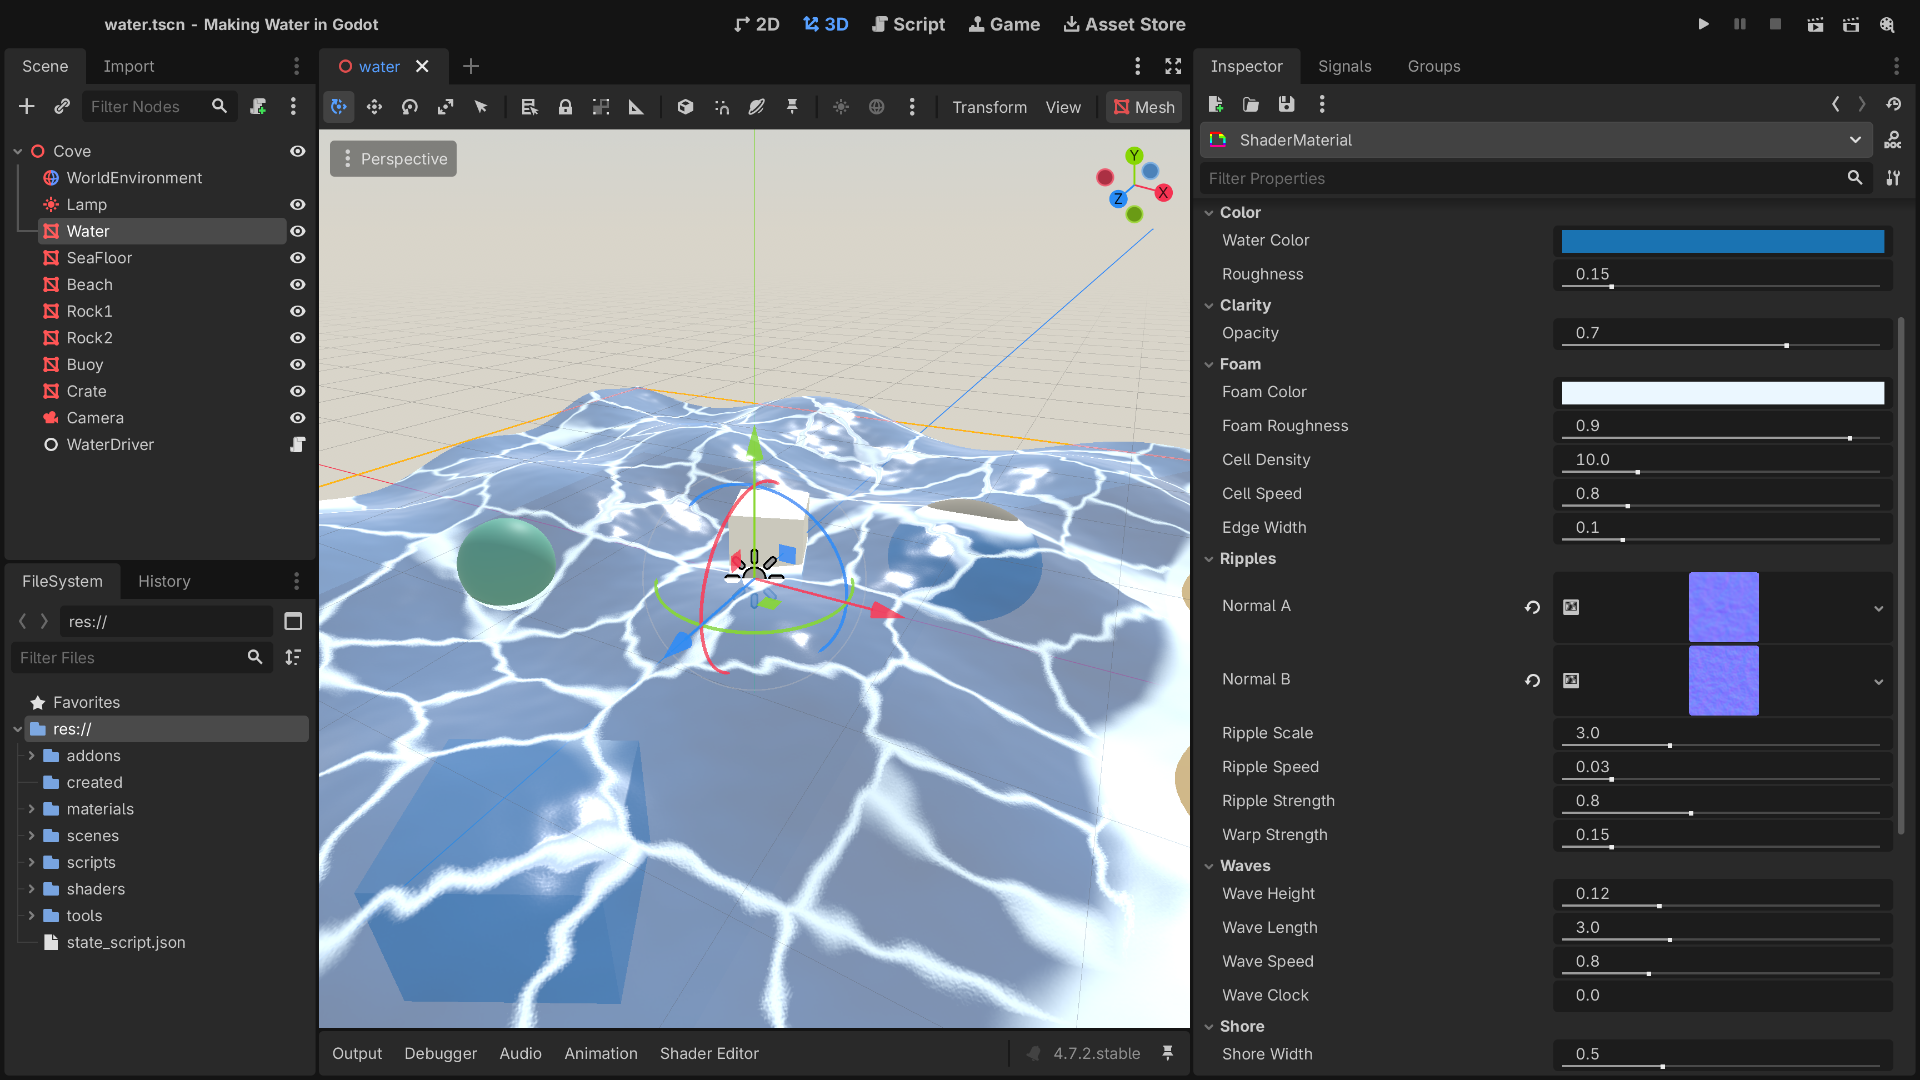 water.tscn - Making Water in Godot
2D
3D
Script
Game
Asset Store
Scene
Import
Filter Nodes
Cove
WorldEnvironment
Lamp
Water
SeaFloor
Beach
Rock1
Rock2
Buoy
Crate
Camera
WaterDriver
FileSystem
History
res://
Filter Files
Favorites
res://
addons
created
materials
scenes
scripts
shaders
tools
state_script.json
water
Transform
View
Mesh
Perspective
Y
X
Z
Output
Debugger
Audio
Animation
Shader Editor
4.7.2.stable
Inspector
Signals
Groups
ShaderMaterial
DOC
Filter Properties
Color
Water Color
Roughness 0.15
Clarity
Opacity 0.7
Foam
Foam Color
Foam Roughness 0.9
Cell Density 10.0
Cell Speed 0.8
Edge Width 0.1
Ripples
Normal A
Normal B
Ripple Scale 3.0
Ripple Speed 0.03
Ripple Strength 0.8
Warp Strength 0.15
Waves
Wave Height 0.12
Wave Length 3.0
Wave Speed 0.8
Wave Clock 0.0
Shore
Shore Width 0.5